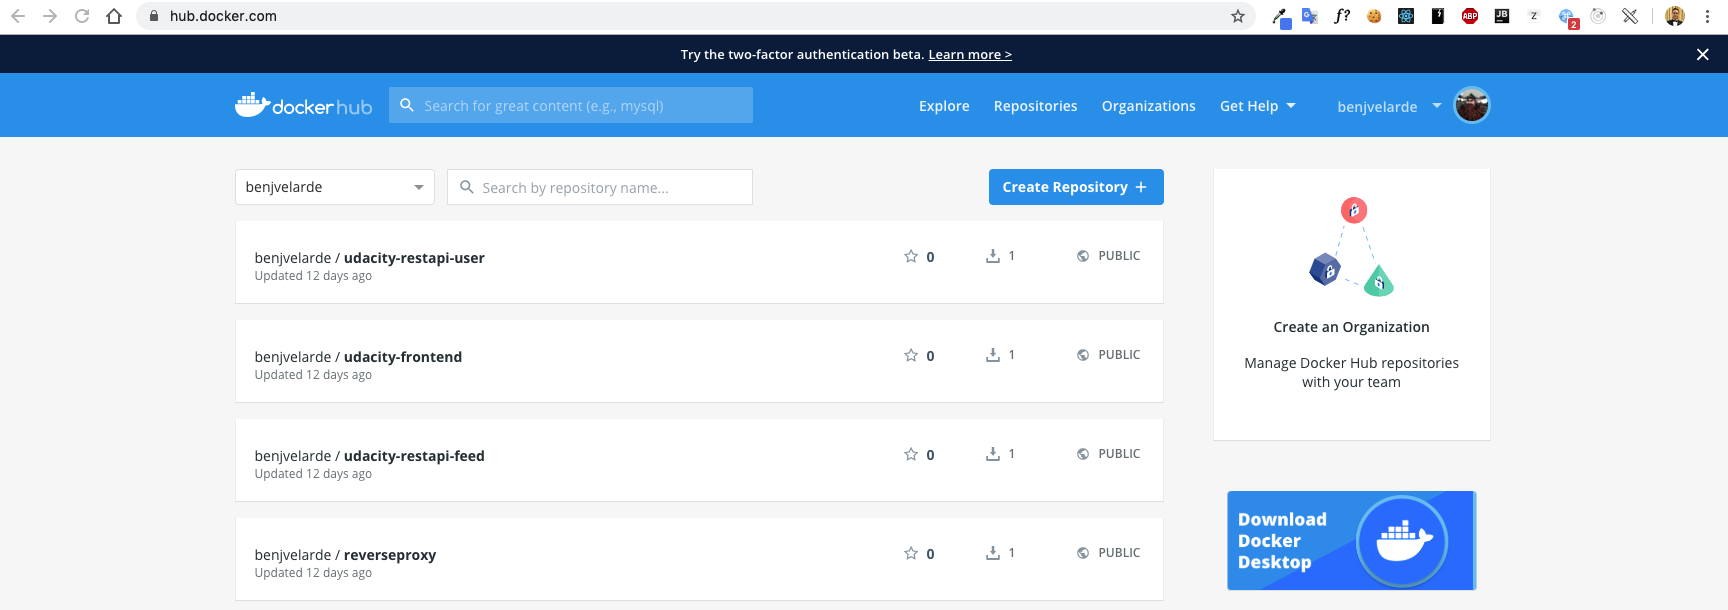 hub.docker.com
f?
ABP
JB
Z
2
Try the two-factor authentication beta. Learn more >
dockerhub
Search for great content (e.g., mysql)
Explore
Repositories
Organizations
Get Help
benjvelarde
benjvelarde
Search by repository name...
Create Repository +
benjvelarde / udacity-restapi-user
0
1
PUBLIC
Updated 12 days ago
benjvelarde / udacity-frontend
0
1
PUBLIC
Updated 12 days ago
benjvelarde / udacity-restapi-feed
0
1
PUBLIC
Updated 12 days ago
benjvelarde / reverseproxy
0
1
PUBLIC
Updated 12 days ago
Create an Organization
Manage Docker Hub repositories
with your team
Download
Docker
Desktop